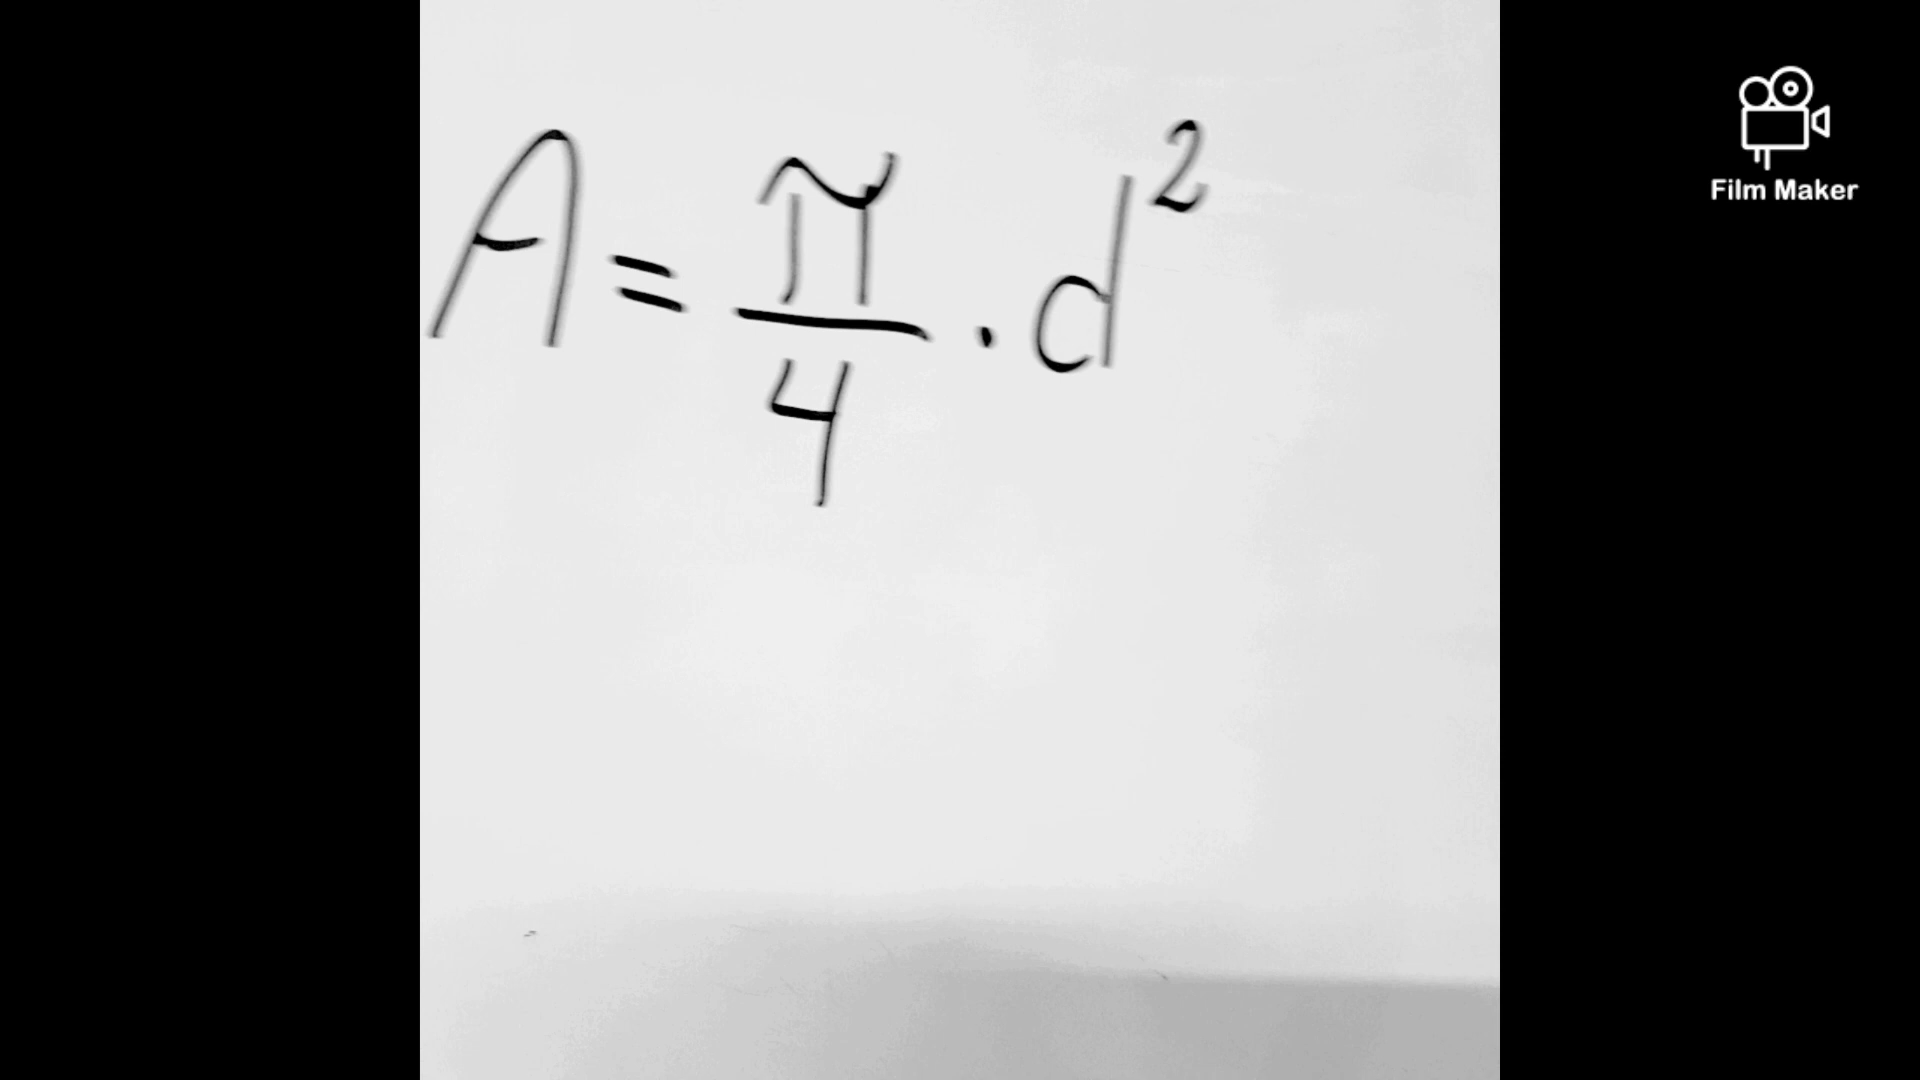 A = π/4 · d²
Film Maker